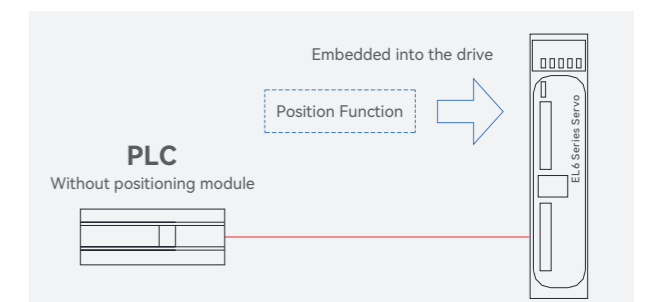 Embedded into the drive
Position Function
EL6 Series Servo
PLC
Without positioning module